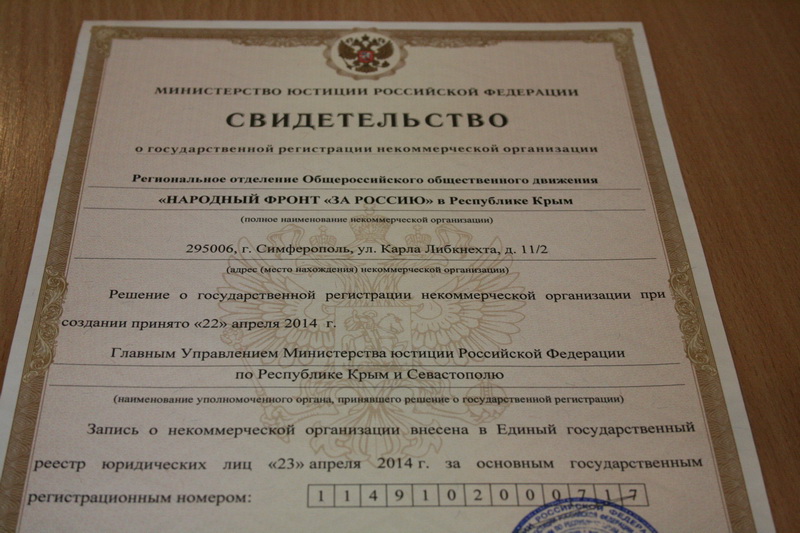 МИНИСТЕРСТВО ЮСТИЦИИ РОССИЙСКОЙ ФЕДЕРАЦИИ
СВИДЕТЕЛЬСТВО
о государственной регистрации некоммерческой организации
Региональное отделение Общероссийского общественного движения
«НАРОДНЫЙ ФРОНТ «ЗА РОССИЮ» в Республике Крым
(полное наименование некоммерческой организации)
295006, г. Симферополь, ул. Карла Либкнехта, д. 11/2
(адрес (место нахождения) некоммерческой организации)
Решение о государственной регистрации некоммерческой организации при
создании принято «22» апреля 2014 г.
Главным Управлением Министерства юстиции Российской Федерации
по Республике Крым и Севастополю
(наименование уполномоченного органа, принявшего решение о государственной регистрации)
Запись о некоммерческой организации внесена в Единый государственный
реестр юридических лиц «23» апреля 2014 г. за основным государственным
регистрационным номером: 1149102000717
РОССИЙСКОЙ